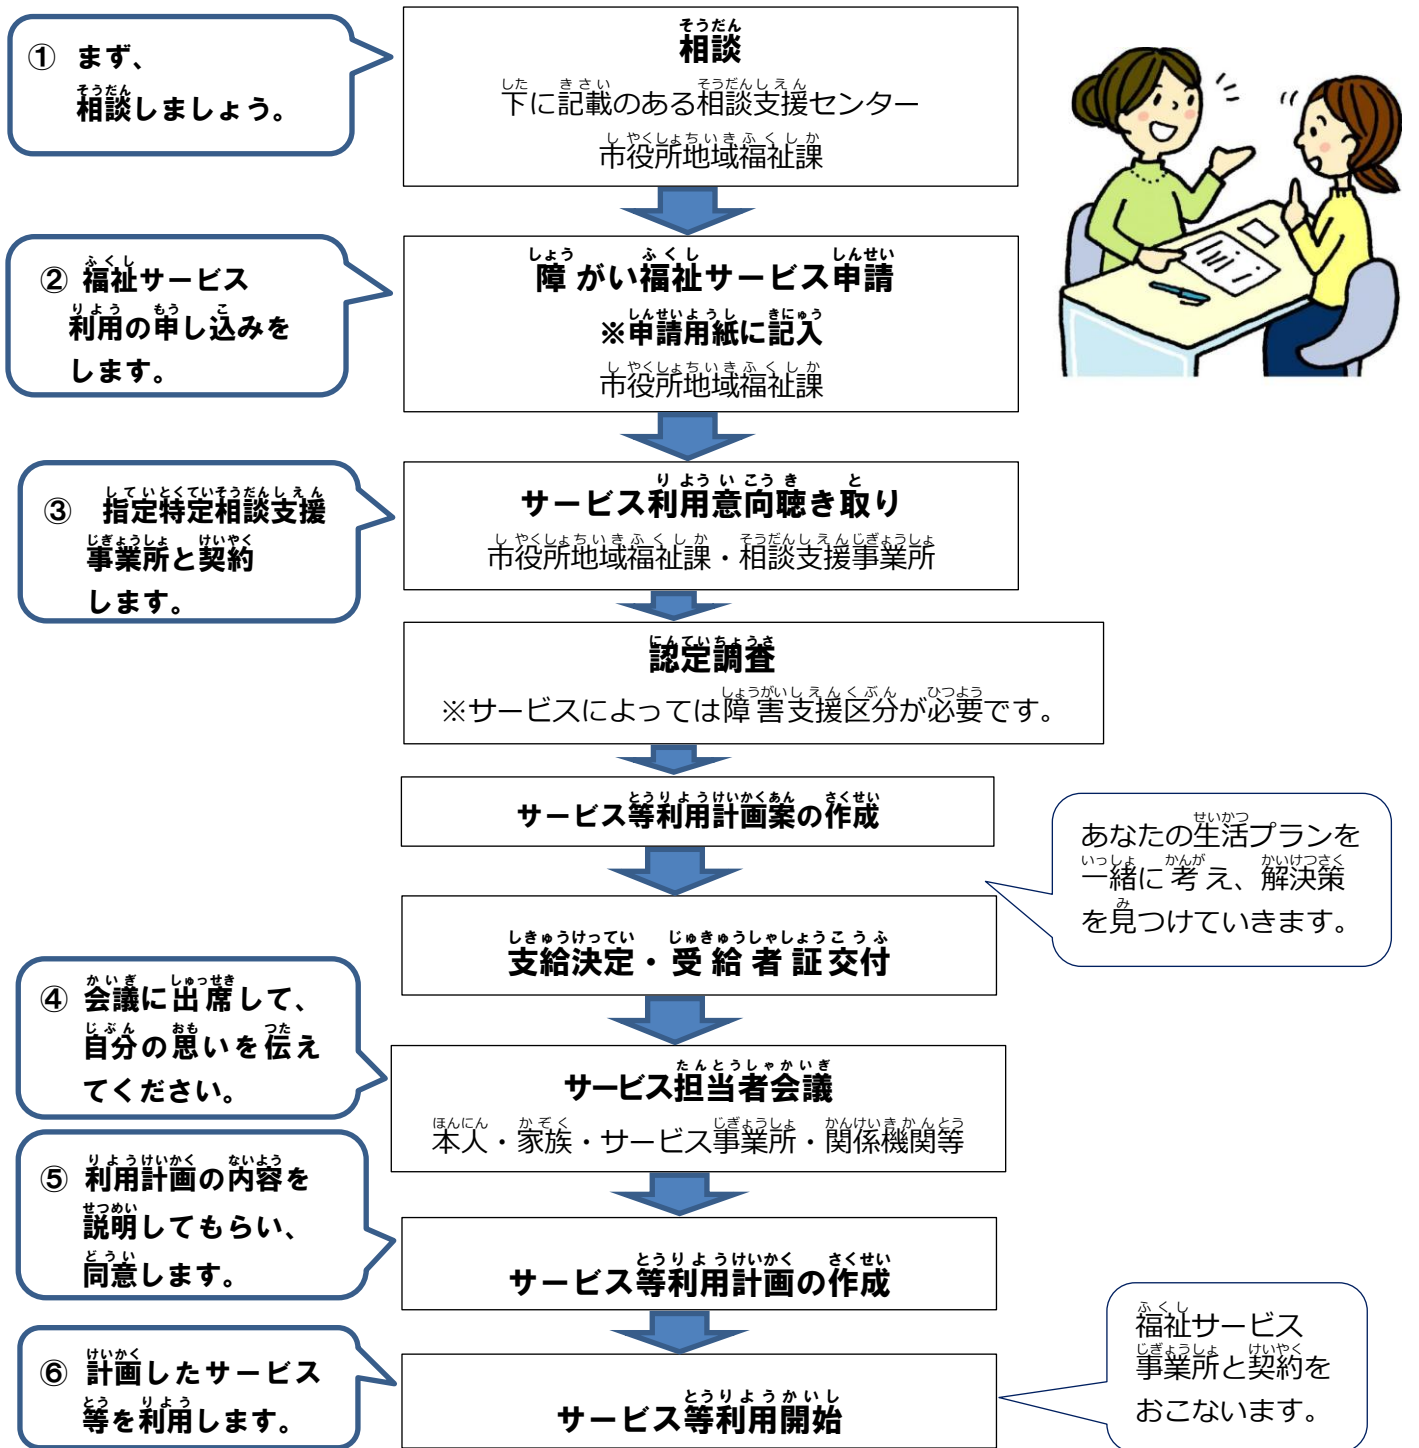 ① まず、
相談しましょう。
相談
下に記載のある相談支援センター
市役所地域福祉課
② 福祉サービス
利用の申し込みを
します。
障がい福祉サービス申請
※申請用紙に記入
市役所地域福祉課
③ 指定特定相談支援
事業所と契約
します。
サービス利用意向聴き取り
市役所地域福祉課・相談支援事業所
認定調査
※サービスによっては障害支援区分が必要です。
サービス等利用計画案の作成
あなたの生活プランを
一緒に考え、解決策
を見つけていきます。
支給決定・受給者証交付
④ 会議に出席して、
自分の思いを伝え
てください。
サービス担当者会議
本人・家族・サービス事業所・関係機関等
⑤ 利用計画の内容を
説明してもらい、
同意します。
サービス等利用計画の作成
⑥ 計画したサービス
等を利用します。
サービス等利用開始
福祉サービス
事業所と契約を
おこないます。